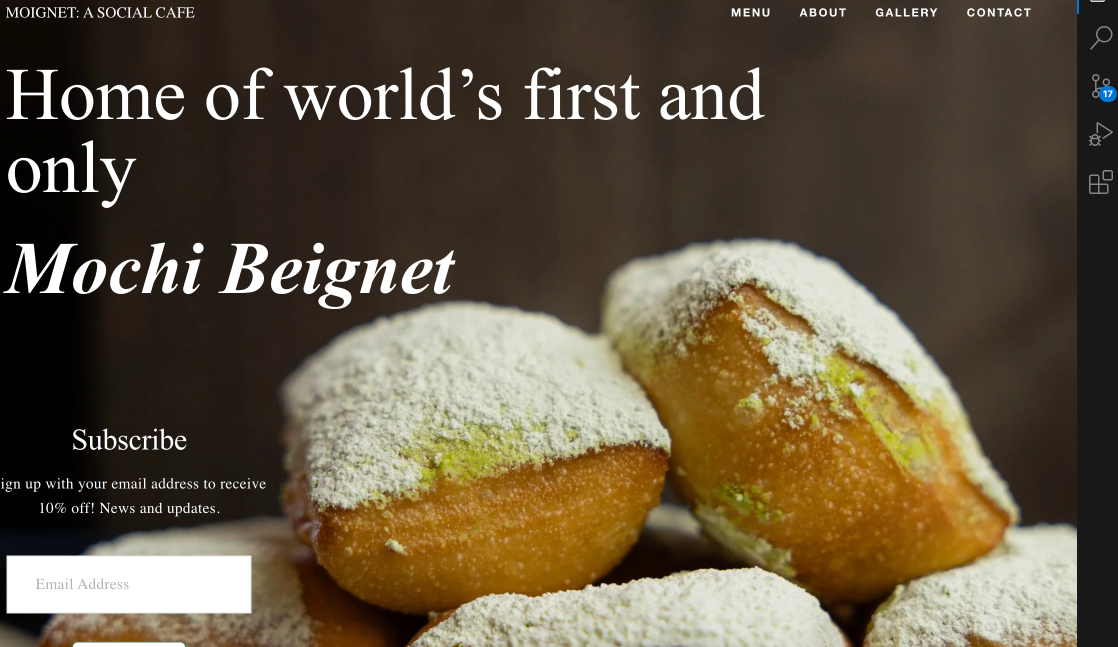 MOIGNET: A SOCIAL CAFE
MENU ABOUT GALLERY CONTACT
Home of world’s first and
only
Mochi Beignet
Subscribe
ign up with your email address to receive
10% off! News and updates.
Email Address
17